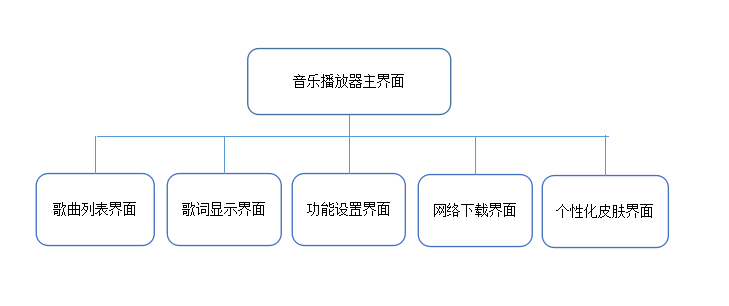 音乐播放器主界面
歌曲列表界面
歌词显示界面
功能设置界面
网络下载界面
个性化皮肤界面